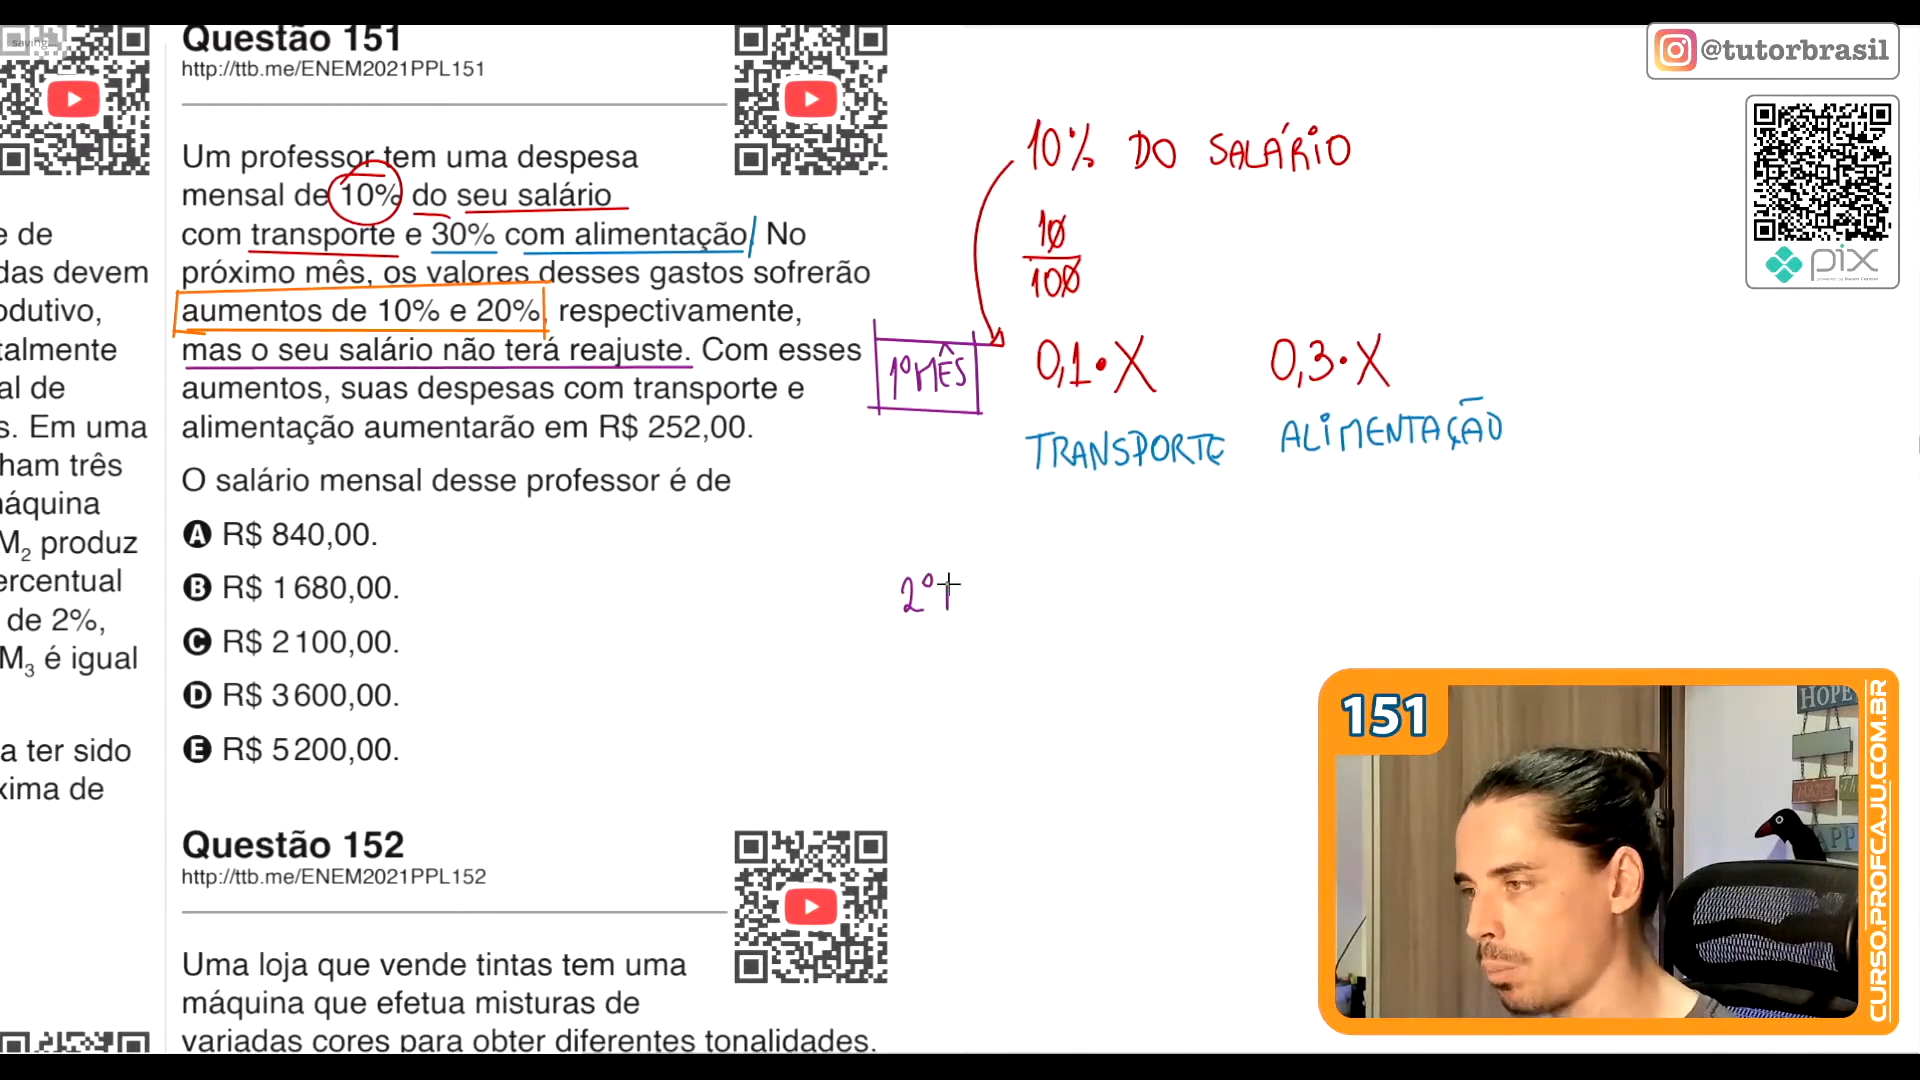 saving...
Questão 151
http://ttb.me/ENEM2021PPL151
Um professor tem uma despesa
mensal de 10% do seu salário
com transporte e 30% com alimentação. No
próximo mês, os valores desses gastos sofrerão
aumentos de 10% e 20%, respectivamente,
mas o seu salário não terá reajuste. Com esses
aumentos, suas despesas com transporte e
alimentação aumentarão em R$ 252,00.
O salário mensal desse professor é de
A R$ 840,00.
B R$ 1 680,00.
C R$ 2 100,00.
D R$ 3 600,00.
E R$ 5 200,00.
Questão 152
http://ttb.me/ENEM2021PPL152
Uma loja que vende tintas tem uma
máquina que efetua misturas de
variadas cores para obter diferentes tonalidades.
e de
das devem
odutivo,
talmente
al de
s. Em uma
ham três
áquina
M₂ produz
ercentual
de 2%,
M₃ é igual
a ter sido
xima de
10% DO SALÁRIO
10
100
1º MÊS
0,1·X 0,3·X
TRANSPORTE ALIMENTAÇÃO
2º
@tutorbrasil
pix
powered by Banco Central
151
HOPE
CURSO.PROFCAJU.COM.BR